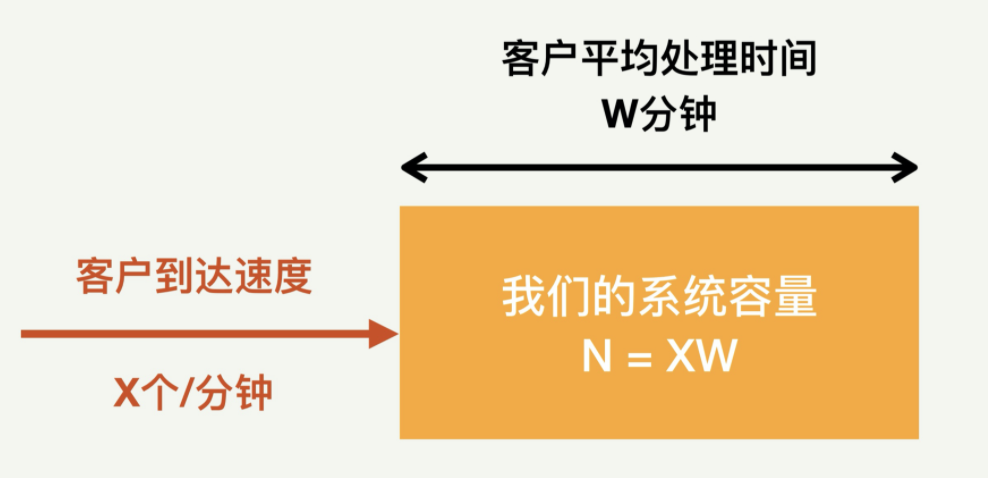 客户平均处理时间
W分钟
客户到达速度
X个/分钟
我们的系统容量
N = XW